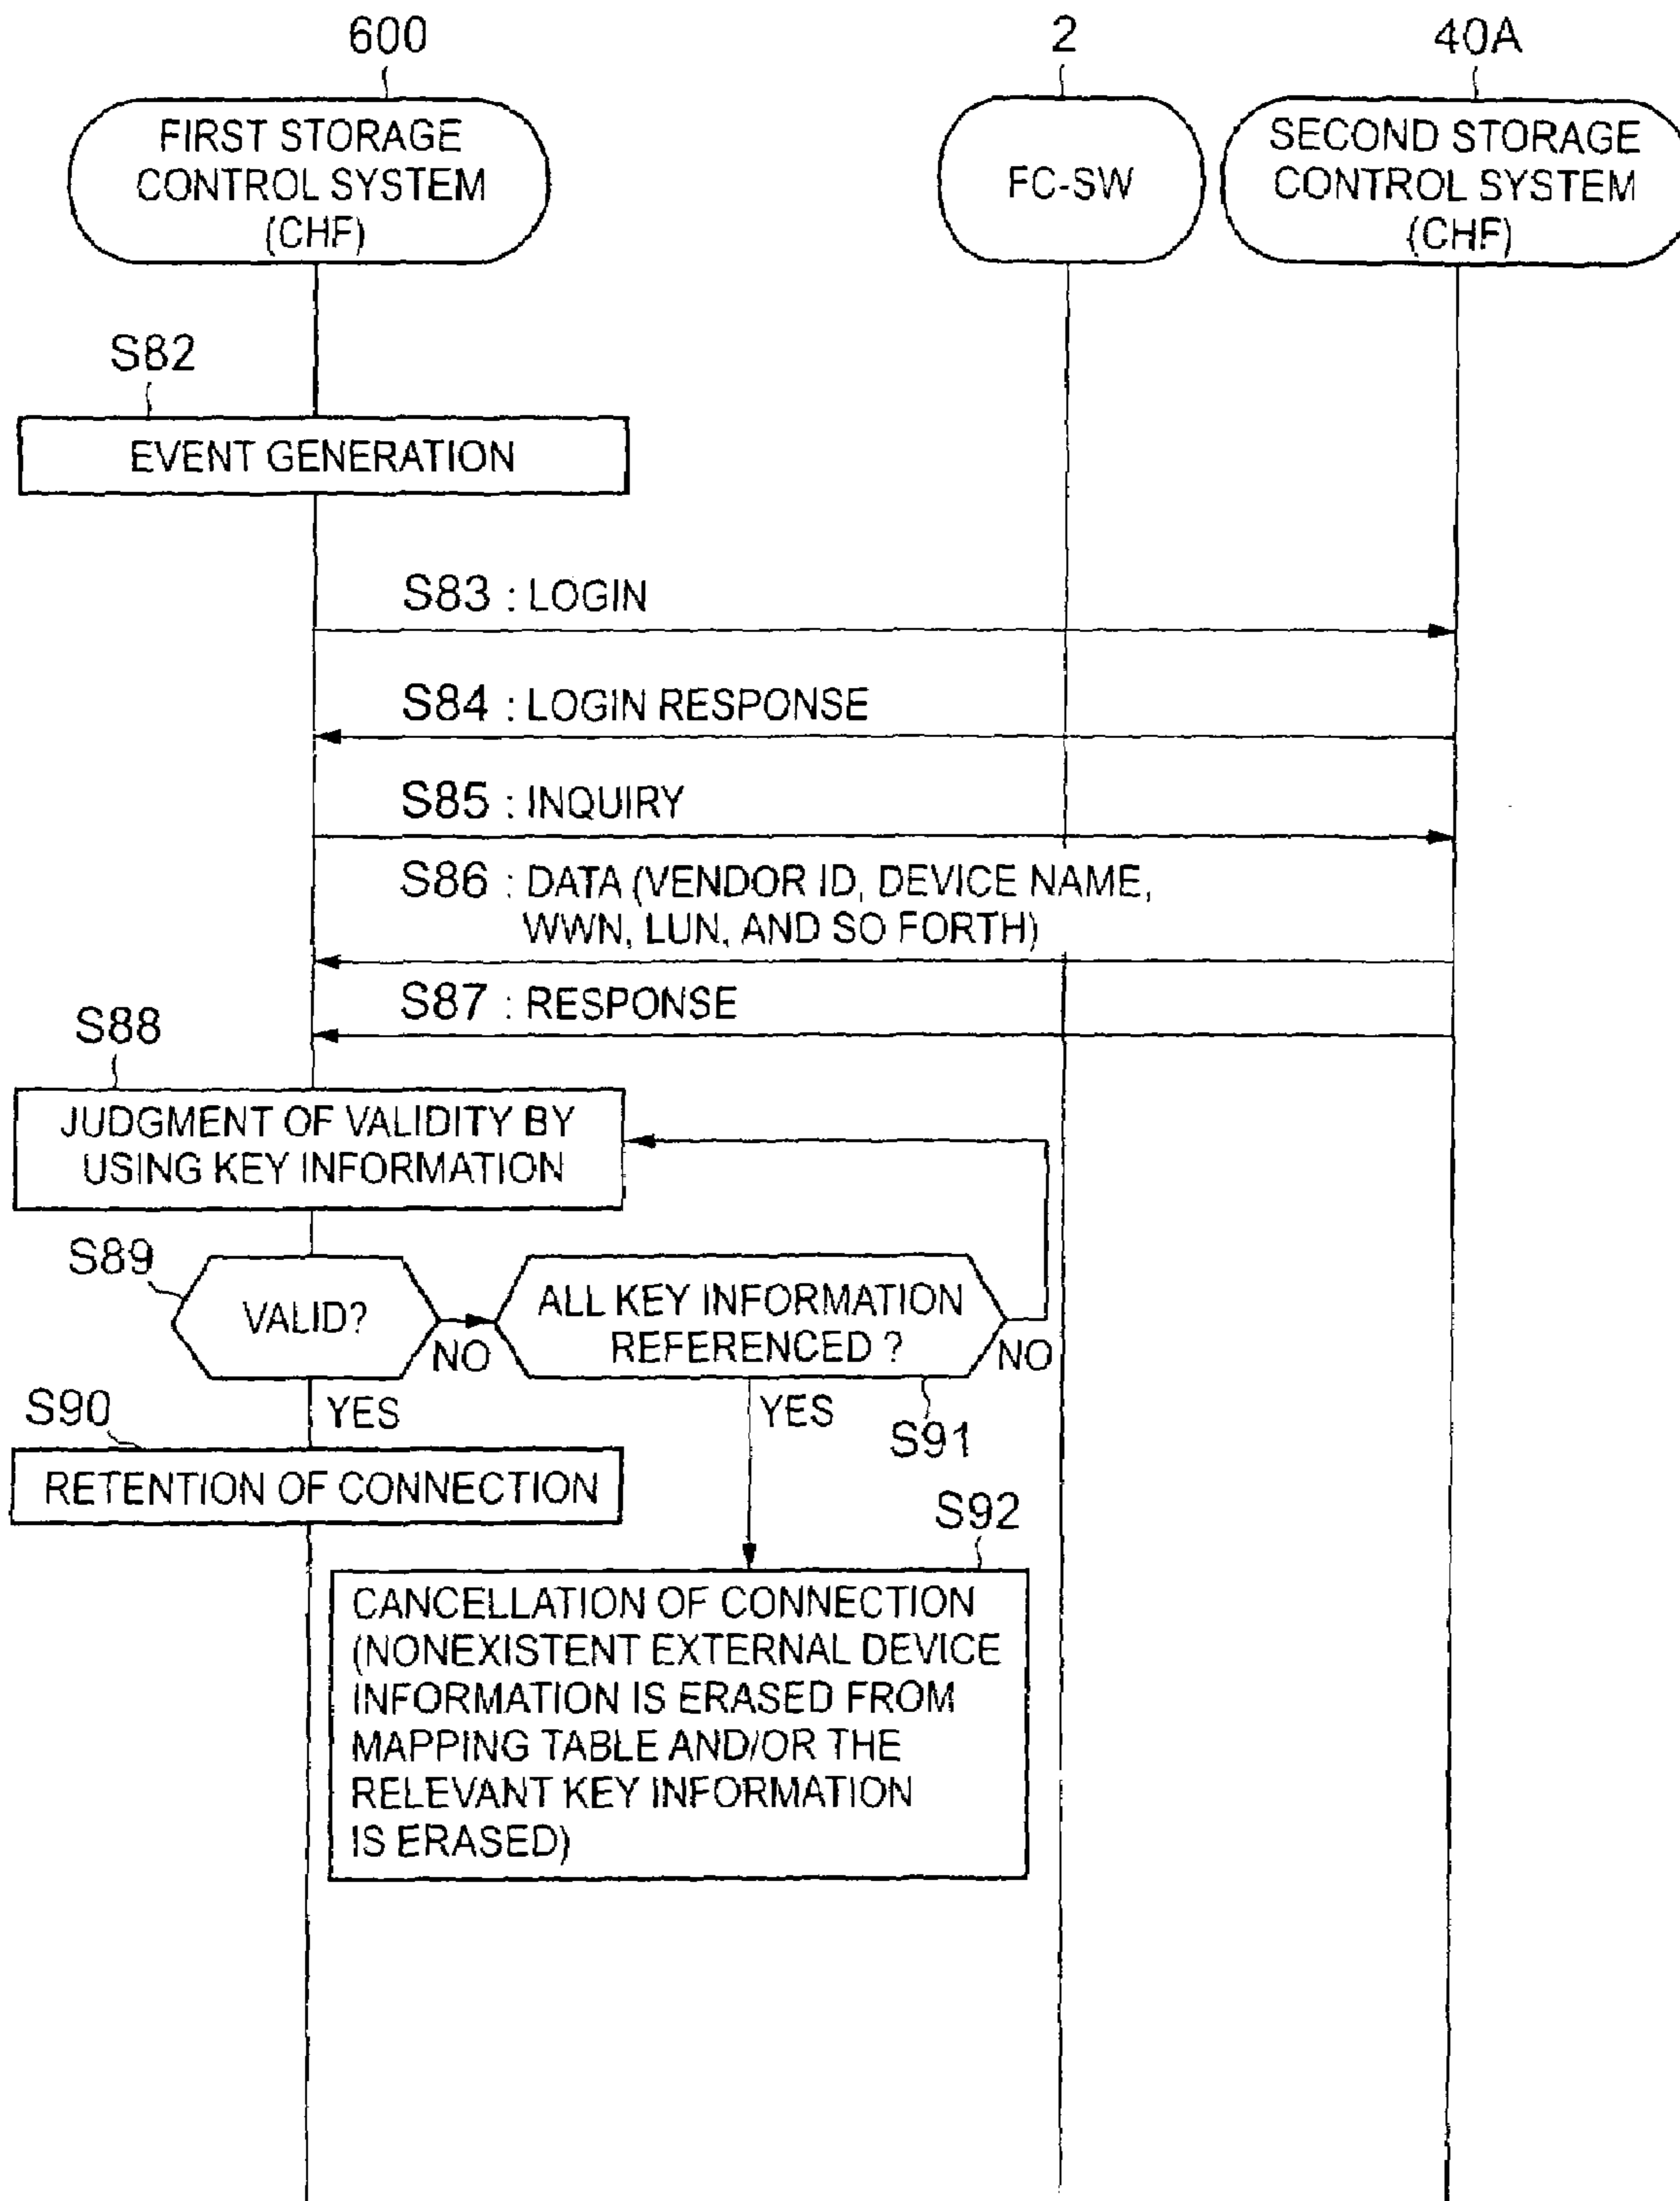 600
2
40A
FIRST STORAGE
CONTROL SYSTEM
(CHF)
FC-SW
SECOND STORAGE
CONTROL SYSTEM
(CHF)
S82
EVENT GENERATION
S83 : LOGIN
S84 : LOGIN RESPONSE
S85 : INQUIRY
S86 : DATA (VENDOR ID, DEVICE NAME,
WWN, LUN, AND SO FORTH)
S87 : RESPONSE
S88
JUDGMENT OF VALIDITY BY
USING KEY INFORMATION
S89
VALID?
NO
ALL KEY INFORMATION
REFERENCED ?
NO
YES
YES
S91
S90
RETENTION OF CONNECTION
S92
CANCELLATION OF CONNECTION
(NONEXISTENT EXTERNAL DEVICE
INFORMATION IS ERASED FROM
MAPPING TABLE AND/OR THE
RELEVANT KEY INFORMATION
IS ERASED)